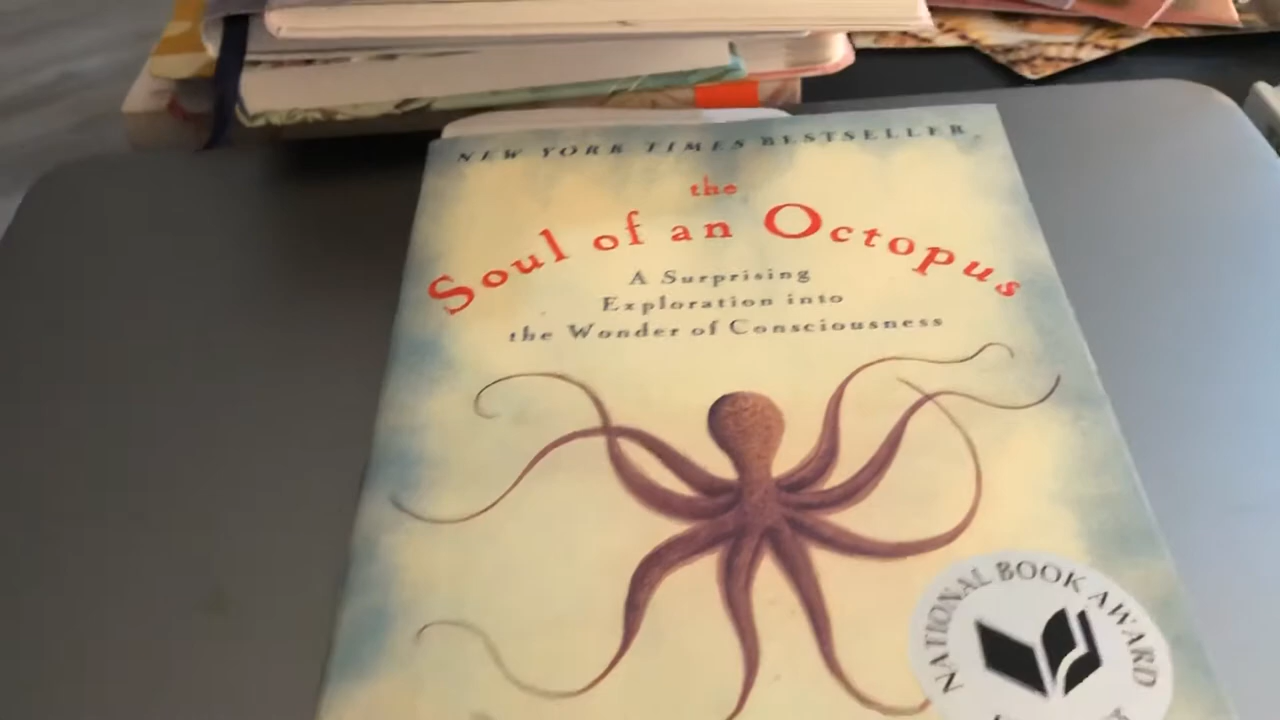 NEW YORK TIMES BESTSELLER
the
Soul of an Octopus
A Surprising
Exploration into
the Wonder of Consciousness
NATIONAL BOOK AWARD